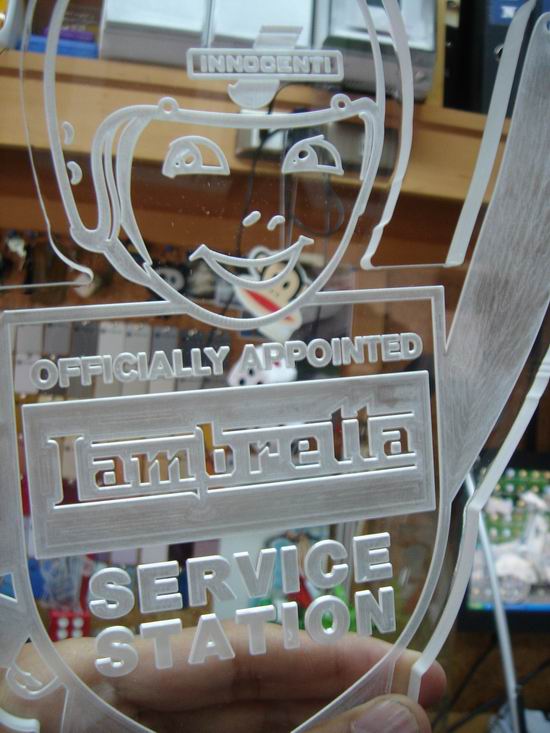 INNOCENTI
OFFICIALLY APPOINTED
Lambretta
SERVICE
STATION